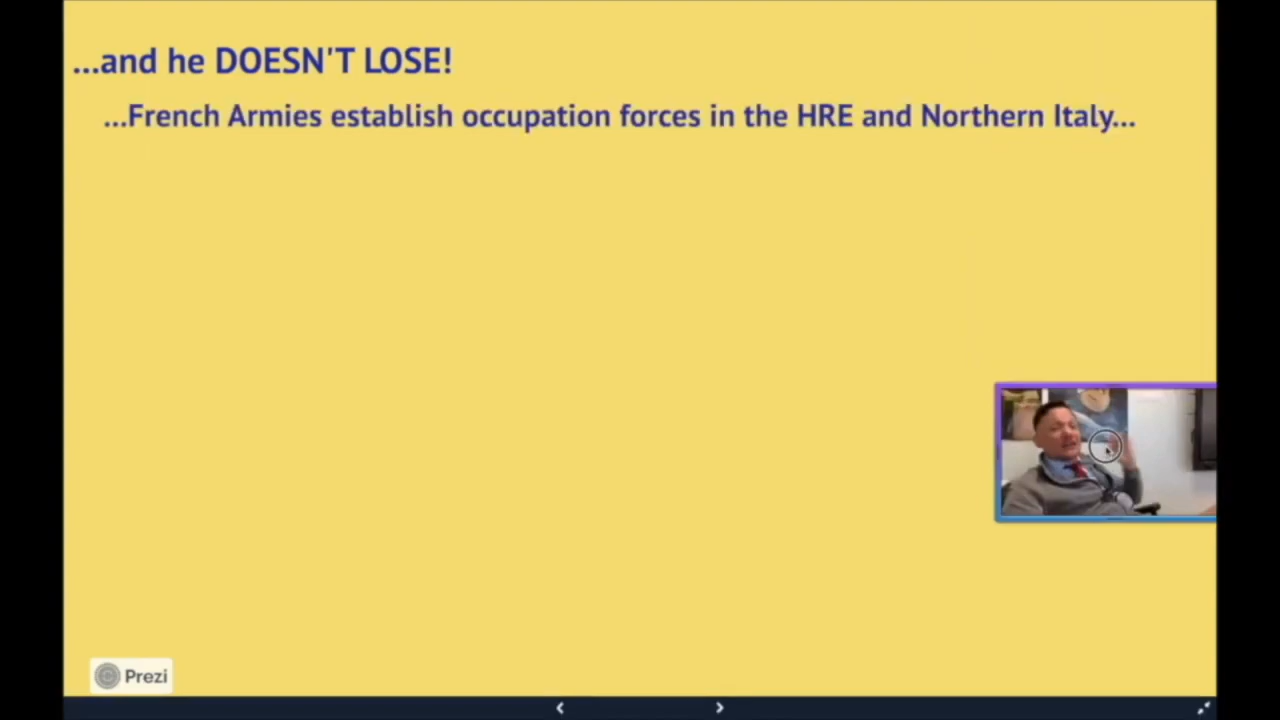 ...and he DOESN'T LOSE!
...French Armies establish occupation forces in the HRE and Northern Italy...
Prezi